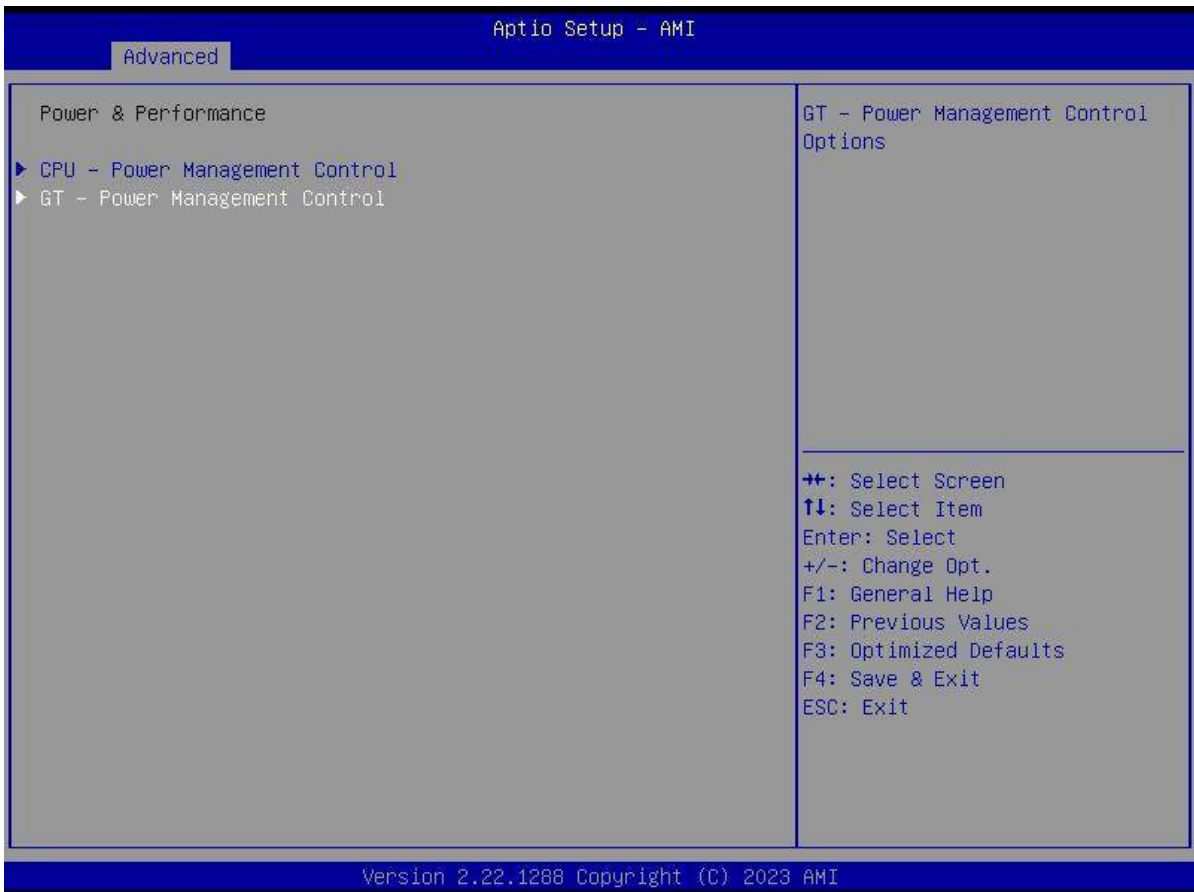 Aptio Setup - AMI
Advanced
Power & Performance
CPU - Power Management Control
GT - Power Management Control
GT - Power Management Control
Options
→←: Select Screen
↑↓: Select Item
Enter: Select
+/-: Change Opt.
F1: General Help
F2: Previous Values
F3: Optimized Defaults
F4: Save & Exit
ESC: Exit
Version 2.22.1288 Copyright (C) 2023 AMI